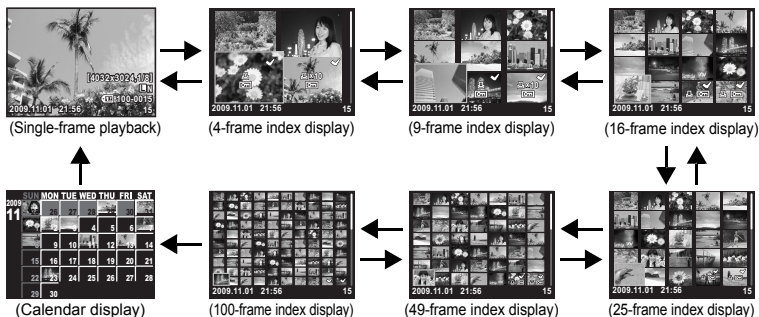 [4032x3024,1/8]
L N
100-0015
2009.11.01 21:56 15
(Single-frame playback)
x10
2009.11.01 21:56 15
(4-frame index display)
x10
2009.11.01 21:56 15
(9-frame index display)
2009.11.01 21:56 15
(16-frame index display)
SUN MON TUE WED THU FRI SAT
2009
11
26 27 28 29 30
4 5 6
9 10 11 12 13 14
15 16 17 18 19 20 21
22 23 24 25 26 27 28
29 30
(Calendar display)
2009.11.01 21:56 15
(100-frame index display)
2009.11.01 21:56 15
(49-frame index display)
2009.11.01 21:56 15
(25-frame index display)